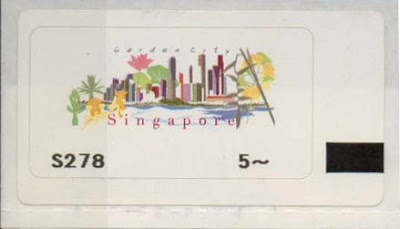 Garden City
Singapore
S278 5~